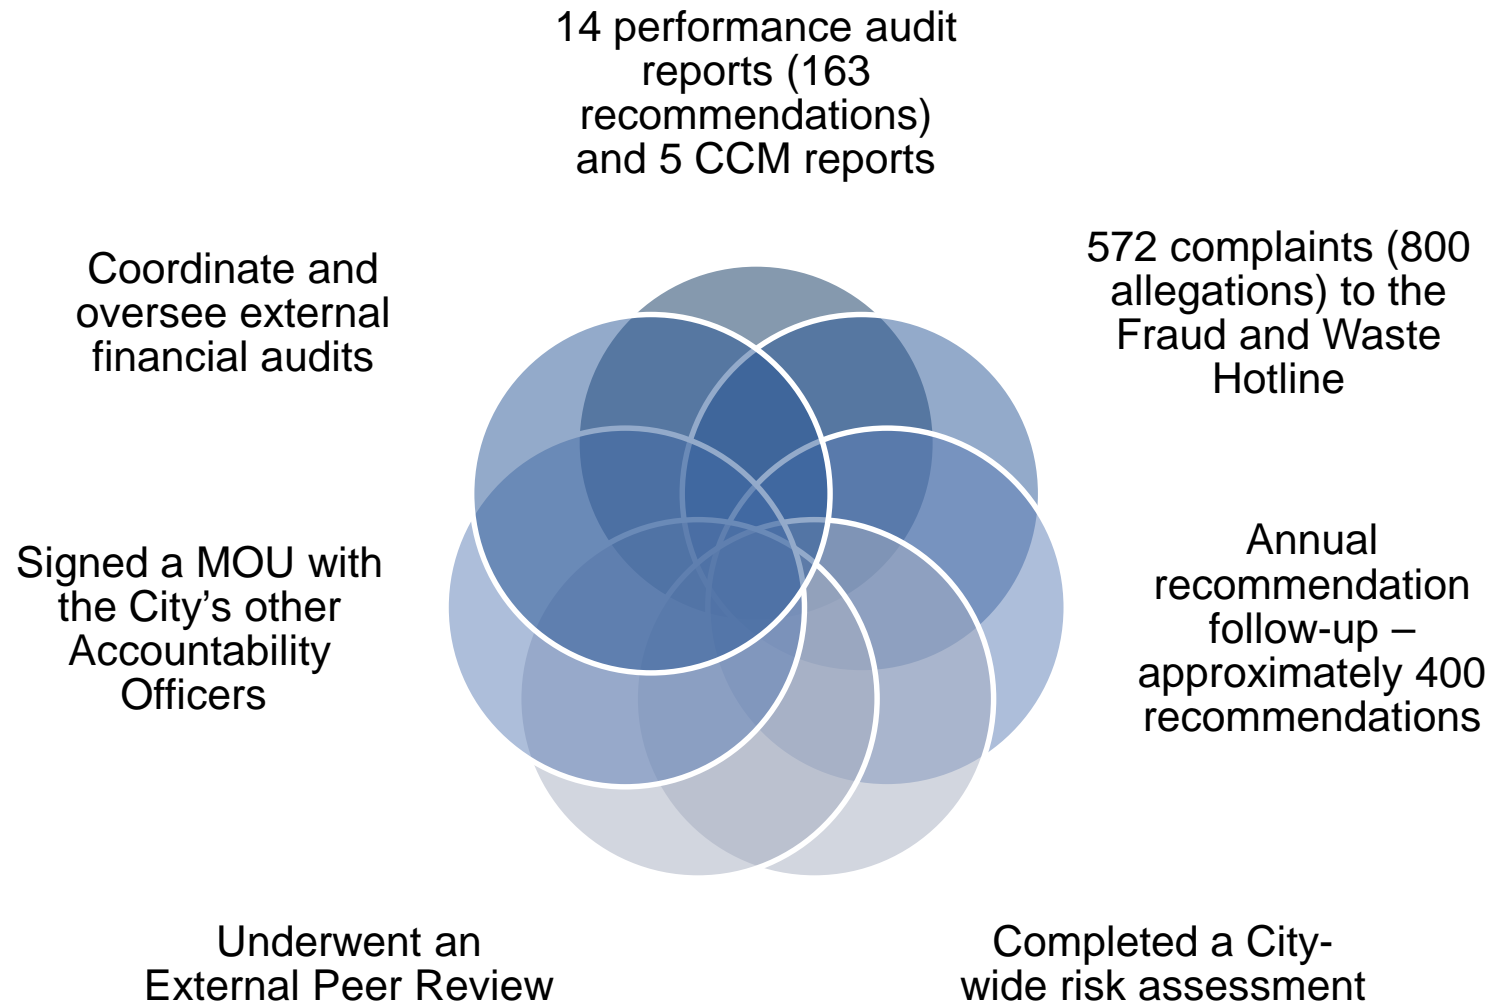 14 performance audit
reports (163
recommendations)
and 5 CCM reports
572 complaints (800
allegations) to the
Fraud and Waste
Hotline
Annual
recommendation
follow-up –
approximately 400
recommendations
Completed a City-
wide risk assessment
Underwent an
External Peer Review
Signed a MOU with
the City’s other
Accountability
Officers
Coordinate and
oversee external
financial audits